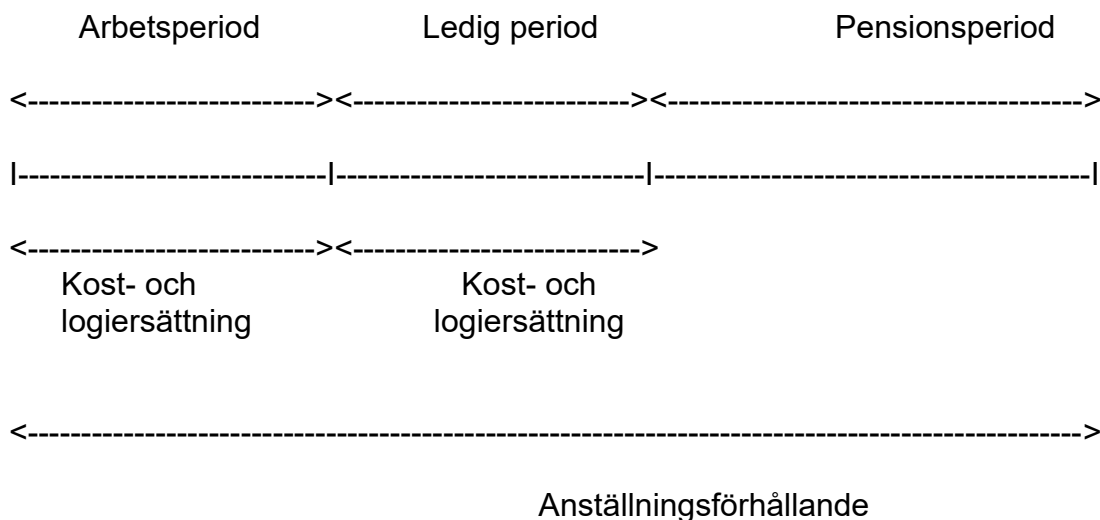 Arbetsperiod Ledig period Pensionsperiod
<---------------------------><-------------------------><-------------------------------------->
|----------------------------|----------------------------|----------------------------------------|
<---------------------------><--------------------------->
Kost- och Kost- och
logiersättning logiersättning
<-------------------------------------------------------------------------------------------------->
Anställningsförhållande